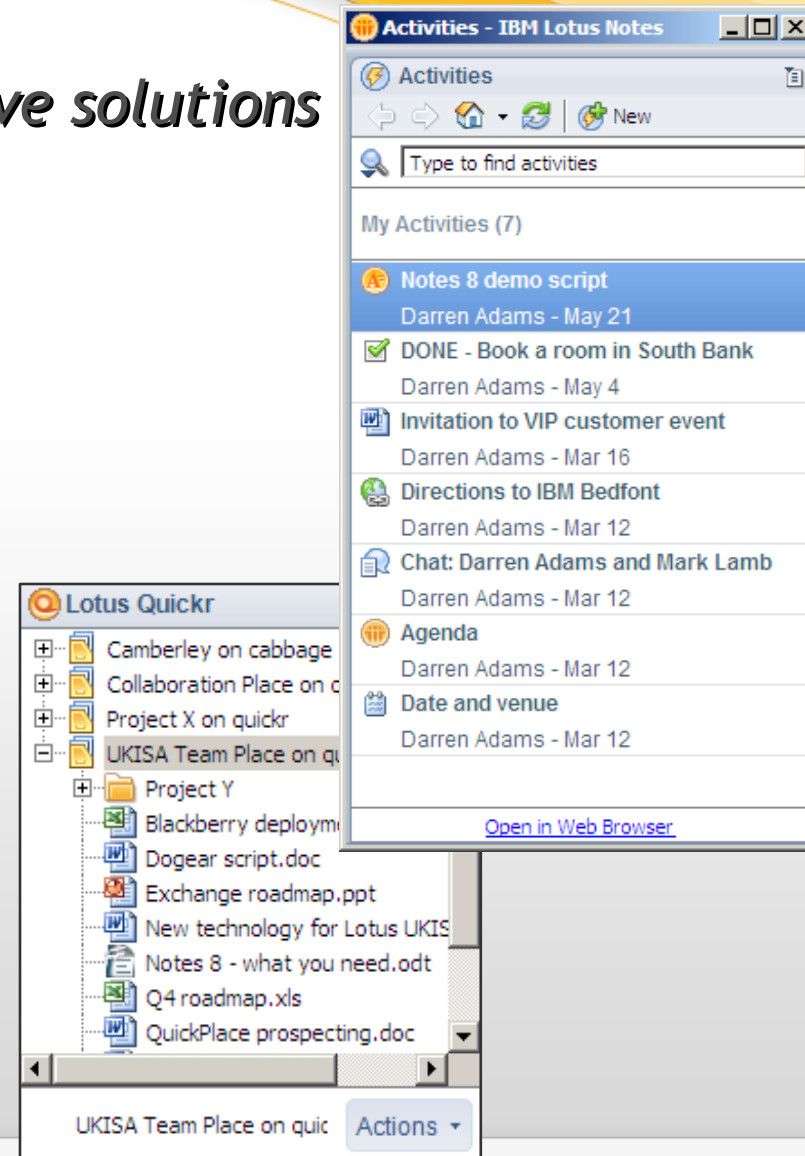 ve solutions
Activities - IBM Lotus Notes
Activities
New
Type to find activities
My Activities (7)
Notes 8 demo script
Darren Adams - May 21
DONE - Book a room in South Bank
Darren Adams - May 4
Invitation to VIP customer event
Darren Adams - Mar 16
Directions to IBM Bedfont
Darren Adams - Mar 12
Chat: Darren Adams and Mark Lamb
Darren Adams - Mar 12
Agenda
Darren Adams - Mar 12
Date and venue
Darren Adams - Mar 12
Open in Web Browser
Lotus Quickr
Camberley on cabbage
Collaboration Place on
Project X on quickr
UKISA Team Place on qu
Project Y
Blackberry deployme
Dogear script.doc
Exchange roadmap.ppt
New technology for Lotus UKIS
Notes 8 - what you need.odt
Q4 roadmap.xls
QuickPlace prospecting.doc
UKISA Team Place on quic
Actions